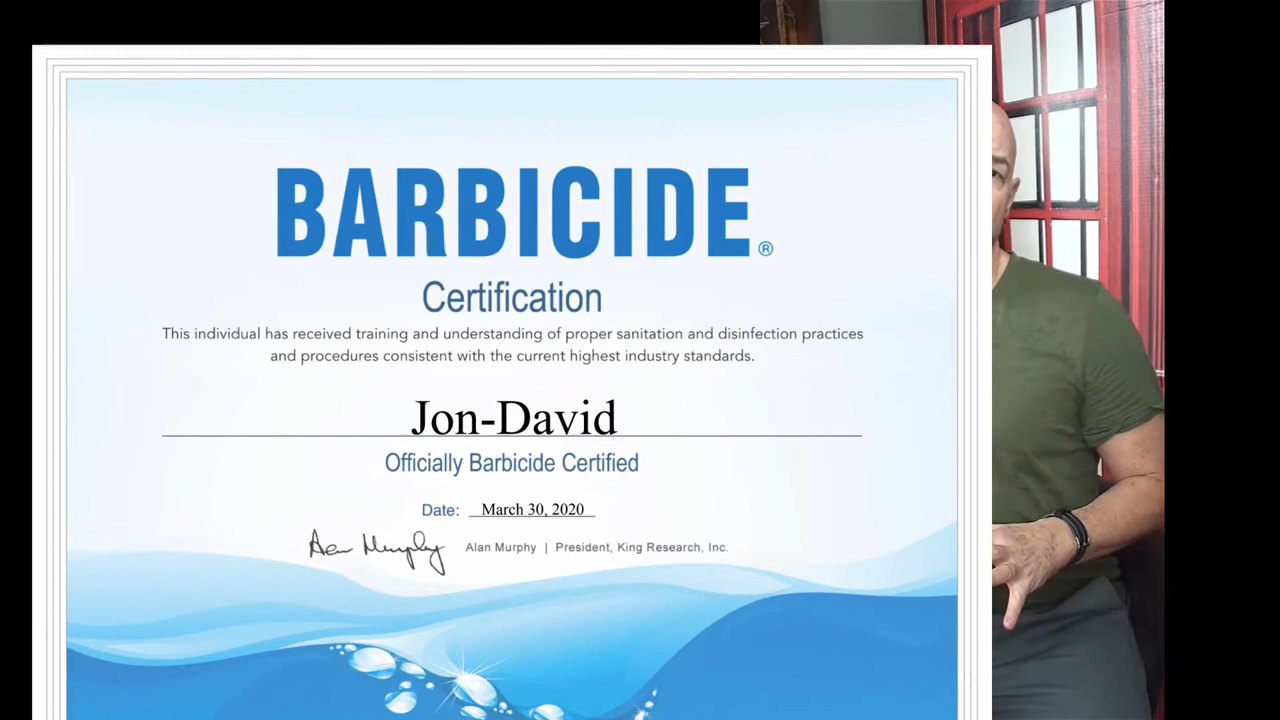 BARBICIDE®
Certification
This individual has received training and understanding of proper sanitation and disinfection practices
and procedures consistent with the current highest industry standards.
Jon-David
Officially Barbicide Certified
Date: March 30, 2020
Alan Murphy Alan Murphy | President, King Research, Inc.